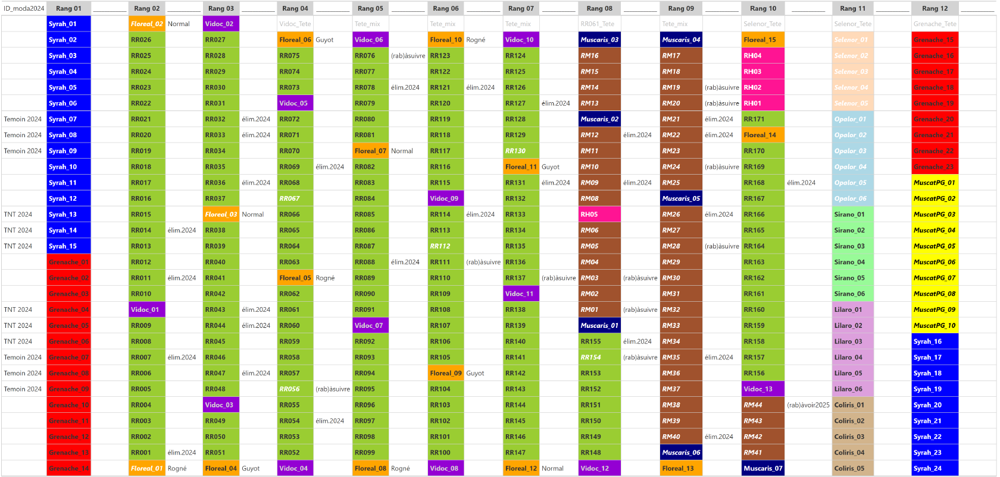 ID_moda2024 Rang 01 Rang 02 Rang 03 Rang 04 Rang 05 Rang 06 Rang 07 Rang 08 Rang 09 Rang 10 Rang 11 Rang 12
Syrah_01 Floreal_02 Normal Vidoc_02 Vidoc_Tete Tete_mix Tete_mix Tete_mix RR061_Tete Tete_mix Selenor_Tete Selenor_Tete Grenache_Tete
Syrah_02 RR026 RR027 Floreal_06 Guyot Vidoc_06 Floreal_10 Rogné Vidoc_10 Muscaris_03 Muscaris_04 Floreal_15 Selenor_01 Grenache_15
Syrah_03 RR025 RR028 RR075 RR076 (rab)àsuivre RR123 RR124 RM16 RM17 RH04 Selenor_02 Grenache_16
Syrah_04 RR024 RR029 RR074 RR077 RR122 RR125 RM15 RM18 RH03 Selenor_03 Grenache_17
Syrah_05 RR023 RR030 RR073 RR078 élim.2024 RR121 élim.2024 RR126 RM14 RM19 (rab)àsuivre RH02 Selenor_04 Grenache_18
Syrah_06 RR022 RR031 Vidoc_05 RR079 RR120 RR127 élim.2024 RM13 RM20 (rab)àsuivre RH01 Selenor_05 Grenache_19
Temoin 2024 Syrah_07 RR021 RR032 élim.2024 RR072 RR080 RR119 RR128 Muscaris_02 RM21 élim.2024 RR171 Opalor_01 Grenache_20
Temoin 2024 Syrah_08 RR020 RR033 élim.2024 RR071 RR081 RR118 RR129 RM12 élim.2024 RM22 élim.2024 Floreal_14 Opalor_02 Grenache_21
Temoin 2024 Syrah_09 RR019 RR034 RR070 Floreal_07 Normal RR117 RR130 RM11 RM23 RR170 Opalor_03 Grenache_22
Syrah_10 RR018 RR035 RR069 élim.2024 RR082 RR116 Floreal_11 Guyot RM10 RM24 (rab)àsuivre RR169 Opalor_04 Grenache_23
Syrah_11 RR017 RR036 élim.2024 RR068 RR083 RR115 RR131 élim.2024 RM09 élim.2024 RM25 RR168 élim.2024 Opalor_05 MuscatPG_01
Syrah_12 RR016 RR037 RR067 RR084 Vidoc_09 RR132 RM08 Muscaris_05 RR167 Opalor_06 MuscatPG_02
TNT 2024 Syrah_13 RR015 Floreal_03 Normal RR066 RR085 RR114 élim.2024 RR133 RH05 RM26 élim.2024 RR166 Sirano_01 MuscatPG_03
TNT 2024 Syrah_14 RR014 élim.2024 RR038 RR065 RR086 RR113 RR134 RM06 RM27 RR165 Sirano_02 MuscatPG_04
TNT 2024 Syrah_15 RR013 RR039 RR064 RR087 RR112 RR135 RM05 RM28 (rab)àsuivre RR164 Sirano_03 MuscatPG_05
Grenache_01 RR012 RR040 RR063 RR088 élim.2024 RR111 (rab)àsuivre RR136 RM04 RM29 RR163 Sirano_04 MuscatPG_06
Grenache_02 RR011 élim.2024 RR041 Floreal_05 Rogné RR089 RR110 RR137 (rab)àsuivre RM03 (rab)àsuivre RM30 RR162 Sirano_05 MuscatPG_07
Grenache_03 RR010 RR042 RR062 RR090 RR109 Vidoc_11 RM02 RM31 RR161 Sirano_06 MuscatPG_08
TNT 2024 Grenache_04 Vidoc_01 RR043 élim.2024 RR061 RR091 RR108 RR138 RM01 (rab)àsuivre RM32 RR160 Lilaro_01 MuscatPG_09
TNT 2024 Grenache_05 RR009 RR044 élim.2024 RR060 Vidoc_07 RR107 RR139 Muscaris_01 RM33 RR159 Lilaro_02 MuscatPG_10
TNT 2024 Grenache_06 RR008 RR045 RR059 RR092 RR106 RR140 RR155 élim.2024 RM34 RR158 Lilaro_03 Syrah_16
Temoin 2024 Grenache_07 RR007 élim.2024 RR046 RR058 RR093 RR105 RR141 RR154 (rab)àsuivre RM35 élim.2024 RR157 Lilaro_04 Syrah_17
Temoin 2024 Grenache_08 RR006 RR047 élim.2024 RR057 RR094 Floreal_09 Guyot RR142 RR153 RM36 RR156 Lilaro_05 Syrah_18
Temoin 2024 Grenache_09 RR005 RR048 RR056 (rab)àsuivre RR095 RR104 RR143 RR152 RM37 Vidoc_13 Lilaro_06 Syrah_19
Grenache_10 RR004 Vidoc_03 RR055 RR096 RR103 RR144 RR151 RM38 RM44 (rab)àvoir2025 Coliris_01 Syrah_20
Grenache_11 RR003 RR049 RR054 élim.2024 RR097 RR102 RR145 RR150 RM39 RM43 Coliris_02 Syrah_21
Grenache_12 RR002 RR050 RR053 RR098 RR101 RR146 RR149 RM40 élim.2024 RM42 Coliris_03 Syrah_22
Grenache_13 RR001 élim.2024 RR051 RR052 RR099 RR100 RR147 RR148 Muscaris_06 RM41 Coliris_04 Syrah_23
Grenache_14 Floreal_01 Rogné Floreal_04 Guyot Vidoc_04 Floreal_08 Rogné Vidoc_08 Floreal_12 Normal Vidoc_12 Floreal_13 Muscaris_07 Coliris_05 Syrah_24